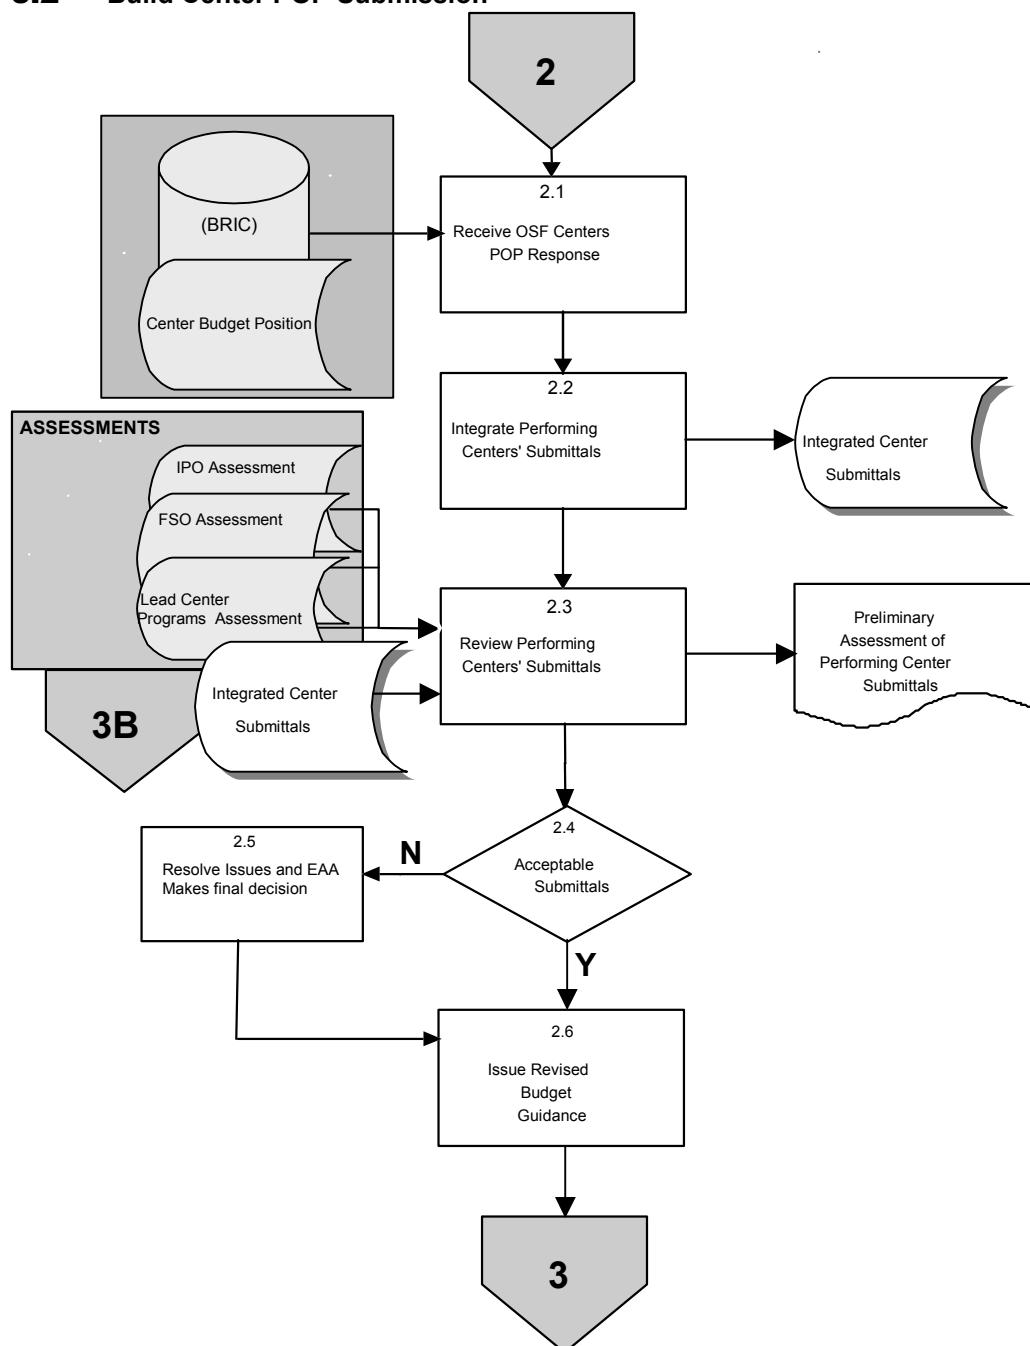 Build Center POP Submission
2
(BRIC)
Center Budget Position
2.1
Receive OSF Centers
POP Response
2.2
Integrate Performing
Centers' Submittals
Integrated Center
Submittals
ASSESSMENTS
IPO Assessment
FSO Assessment
Lead Center
Programs Assessment
Integrated Center
Submittals
3B
2.3
Review Performing
Centers' Submittals
Preliminary
Assessment of
Performing Center
Submittals
2.4
Acceptable
Submittals
N
Y
2.5
Resolve Issues and EAA
Makes final decision
2.6
Issue Revised
Budget
Guidance
3